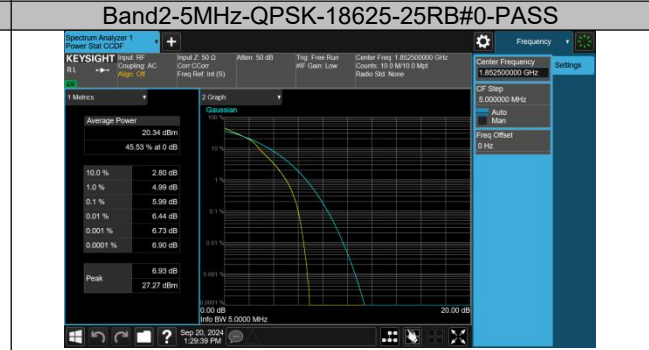 Band2-5MHz-QPSK-18625-25RB#0-PASS
Spectrum Analyzer 1
Power Stat CCDF
Frequency
KEYSIGHT
Input: RF
Input Z: 50 Ω
Atten: 50 dB
Trig: Free Run
Center Freq: 1.852500000 GHz
RL
Coupling: AC
Corr CCorr
#IF Gain: Low
Counts: 10.0 M/10.0 Mpt
Align: Off
Freq Ref: Int (S)
Radio Std: None
Center Frequency
1.852500000 GHz
Settings
CF Step
5.000000 MHz
Auto
Man
Freq Offset
0 Hz
1 Metrics
Average Power
20.34 dBm
45.53 % at 0 dB
10.0 % 2.80 dB
1.0 % 4.99 dB
0.1 % 5.99 dB
0.01 % 6.44 dB
0.001 % 6.73 dB
0.0001 % 6.90 dB
Peak
6.93 dB
27.27 dBm
2 Graph
Gaussian
100 %
10 %
1 %
0.1 %
0.01 %
0.001 %
0.0001 %
0.00 dB
20.00 dB
Info BW 5.0000 MHz
?
Sep 20, 2024
1:29:39 PM